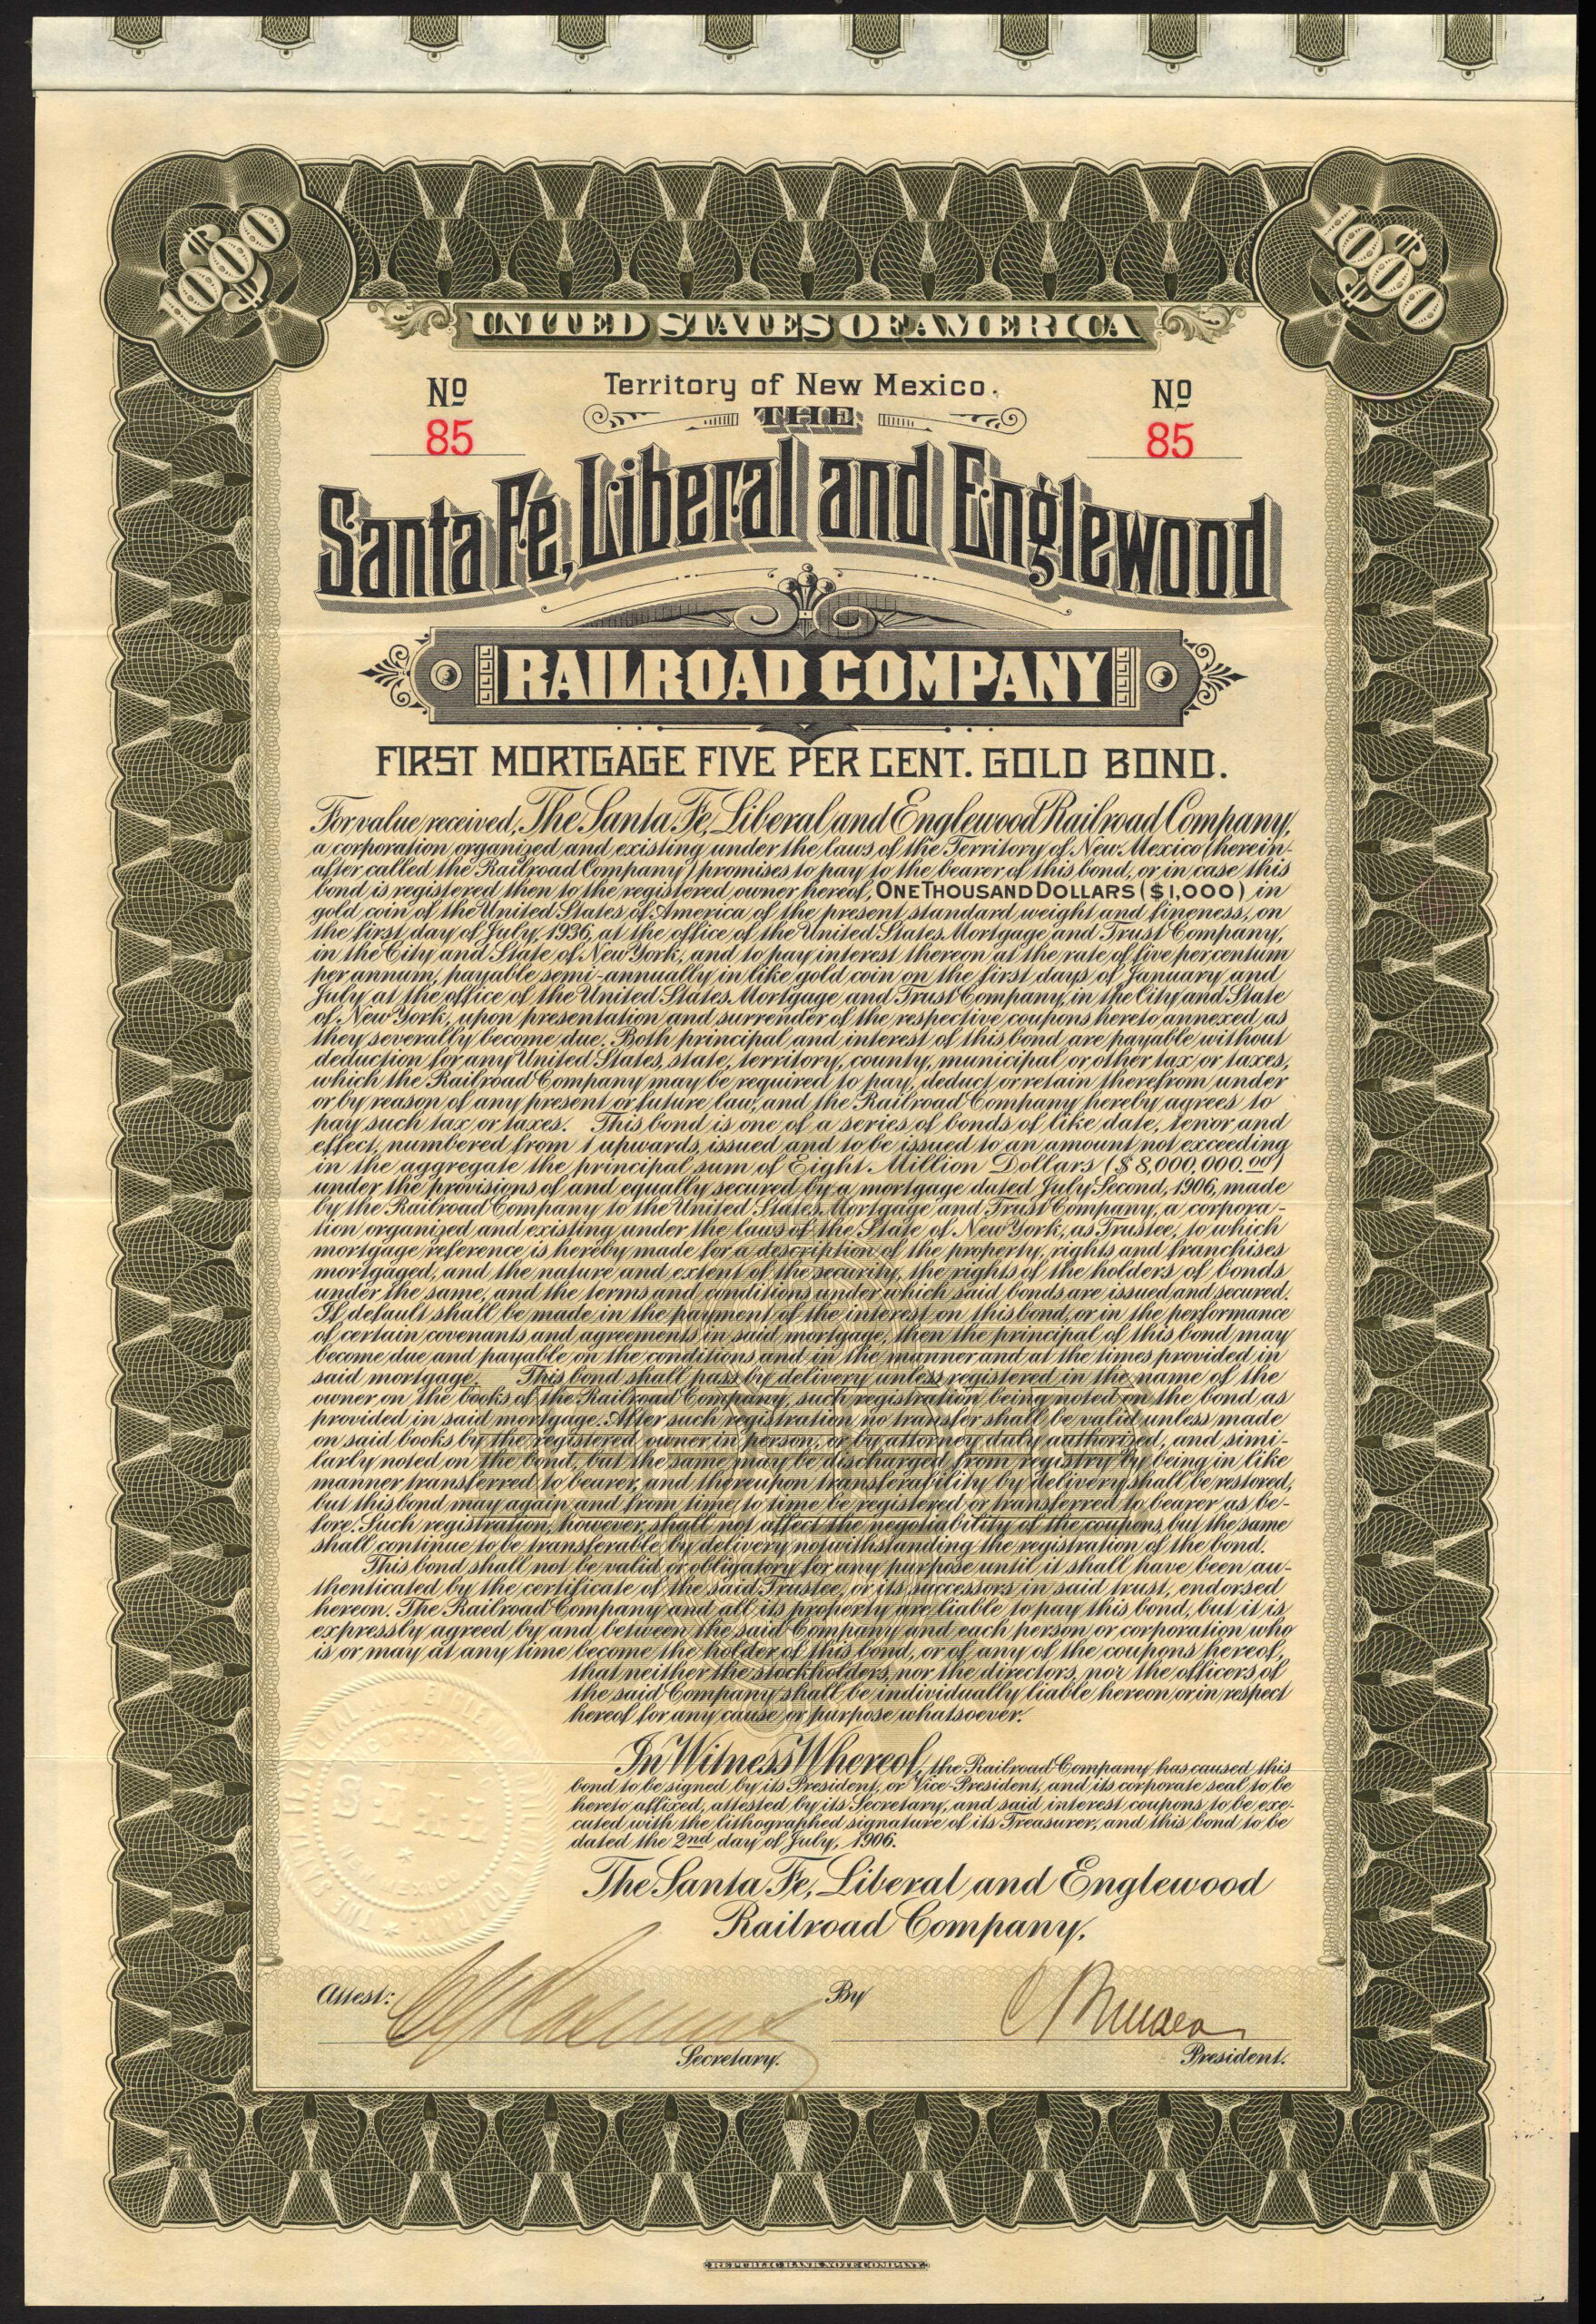 $1000
$1000
UNITED STATES OF AMERICA
Nº
Territory of New Mexico.
Nº
85
THE
85
Santa Fé, Liberal and Englewood
RAILROAD COMPANY
FIRST MORTGAGE FIVE PER CENT. GOLD BOND.
For value received, The Santa Fe, Liberal and Englewood Railroad Company,
a corporation organized and existing under the laws of the Territory of New Mexico (herein-
after called the Railroad Company) promises to pay to the bearer of this bond, or in case this
bond is registered then to the registered owner hereof, ONE THOUSAND DOLLARS ($1,000) in
gold coin of the United States of America of the present standard weight and fineness, on
the first day of July, 1936, at the office of the United States Mortgage and Trust Company,
in the City and State of New York, and to pay interest thereon at the rate of five per centum
per annum, payable semi-annually in like gold coin on the first days of January and
July at the office of the United States Mortgage and Trust Company, in the City and State
of New York, upon presentation and surrender of the respective coupons hereto annexed as
they severally become due. Both principal and interest of this bond are payable without
deduction for any United States, state, territory, county, municipal or other tax or taxes,
which the Railroad Company may be required to pay, deduct or retain therefrom under
or by reason of any present or future law, and the Railroad Company hereby agrees to
pay such tax or taxes. This bond is one of a series of bonds of like date, tenor and
effect, numbered from 1 upwards, issued and to be issued to an amount not exceeding
in the aggregate the principal sum of Eight Million Dollars ($8,000,000.00)
under the provisions of and equally secured by a mortgage dated July Second, 1906, made
by the Railroad Company to the United States Mortgage and Trust Company, a corpora-
tion organized and existing under the laws of the State of New York, as Trustee, to which
mortgage reference is hereby made for a description of the property, rights and franchises
mortgaged, and the nature and extent of the security, the rights of the holders of bonds
under the same, and the terms and conditions under which said bonds are issued and secured.
If default shall be made in the payment of the interest on this bond, or in the performance
of certain covenants and agreements in said mortgage, then the principal of this bond may
become due and payable on the conditions and in the manner and at the times provided in
said mortgage. This bond shall pass by delivery unless registered in the name of the
owner on the books of the Railroad Company, such registration being noted on the bond as
provided in said mortgage. After such registration no transfer shall be valid unless made
on said books by the registered owner in person, or by attorney duly authorized, and simi-
larly noted on the bond, but the same may be discharged from registry by being in like
manner transferred to bearer, and thereupon transferability by delivery shall be restored,
but this bond may again and from time to time be registered or transferred to bearer as be-
fore. Such registration, however, shall not affect the negotiability of the coupons, but the same
shall continue to be transferable by delivery notwithstanding the registration of the bond.
This bond shall not be valid or obligatory for any purpose until it shall have been au-
thenticated by the certificate of the said Trustee, or its successors in said trust, endorsed
hereon. The Railroad Company and all its property are liable to pay this bond, but it is
expressly agreed by and between the said Company and each person or corporation who
is or may at any time become the holder of this bond, or of any of the coupons hereof,
that neither the stockholders, nor the directors, nor the officers of
the said Company shall be individually liable hereon or in respect
hereof for any cause or purpose whatsoever.
In Witness Whereof, the Railroad Company has caused this
bond to be signed by its President, or Vice-President, and its corporate seal to be
hereto affixed, attested by its Secretary, and said interest coupons to be exe-
cuted with the lithographed signature of its Treasurer, and this bond to be
dated the 2nd day of July, 1906.
The Santa Fe, Liberal and Englewood
Railroad Company,
Attest:
By
Secretary.
President.
REPUBLIC BANK NOTE COMPANY.